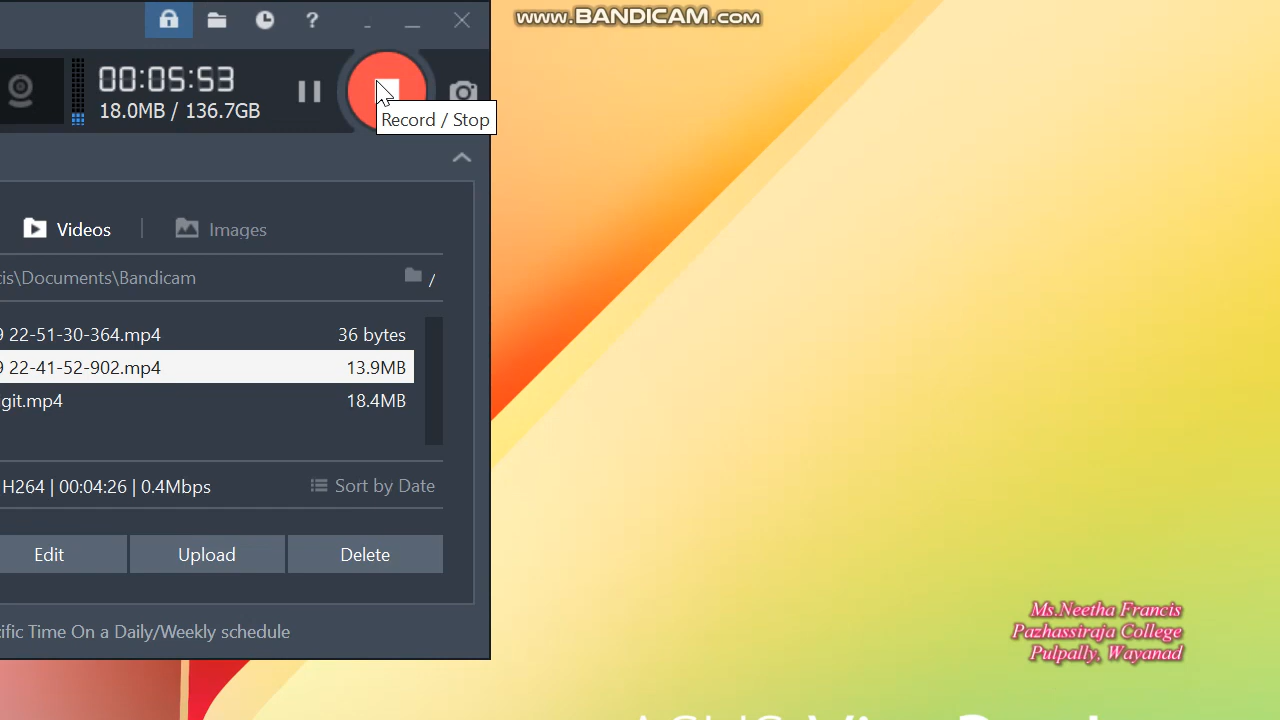 ?
www.BANDICAM.com
00:05:53
18.0MB / 136.7GB
Record / Stop
Videos
Images
cis\Documents\Bandicam
/
9 22-51-30-364.mp4 36 bytes
9 22-41-52-902.mp4 13.9MB
git.mp4 18.4MB
H264 | 00:04:26 | 0.4Mbps
Sort by Date
Edit
Upload
Delete
cific Time On a Daily/Weekly schedule
Ms.Neetha Francis
Pazhassiraja College
Pulpally, Wayanad